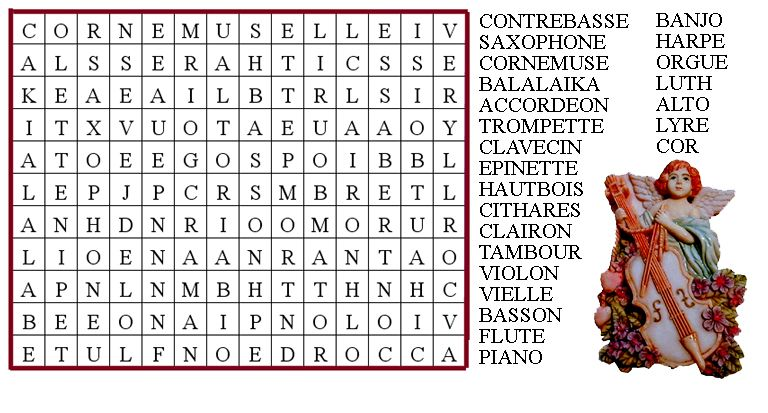 C O R N E M U S E L L E I V
A L S S E R A H T I C S S E
K E A E A I L B T R L S I R
I T X V U O T A E U A A O Y
A T O E E G O S P O I B B L
L E P J P C R S M B R E T L
A N H D N R I O O M O R U R
L I O E N A A N R A N T A O
A P N L N M B H T T H N H C
B E E O N A I P N O L O I V
E T U L F N O E D R O C C A
CONTREBASSE
SAXOPHONE
CORNEMUSE
BALALAIKA
ACCORDEON
TROMPETTE
CLAVECIN
EPINETTE
HAUTBOIS
CITHARES
CLAIRON
TAMBOUR
VIOLON
VIELLE
BASSON
FLUTE
PIANO
BANJO
HARPE
ORGUE
LUTH
ALTO
LYRE
COR